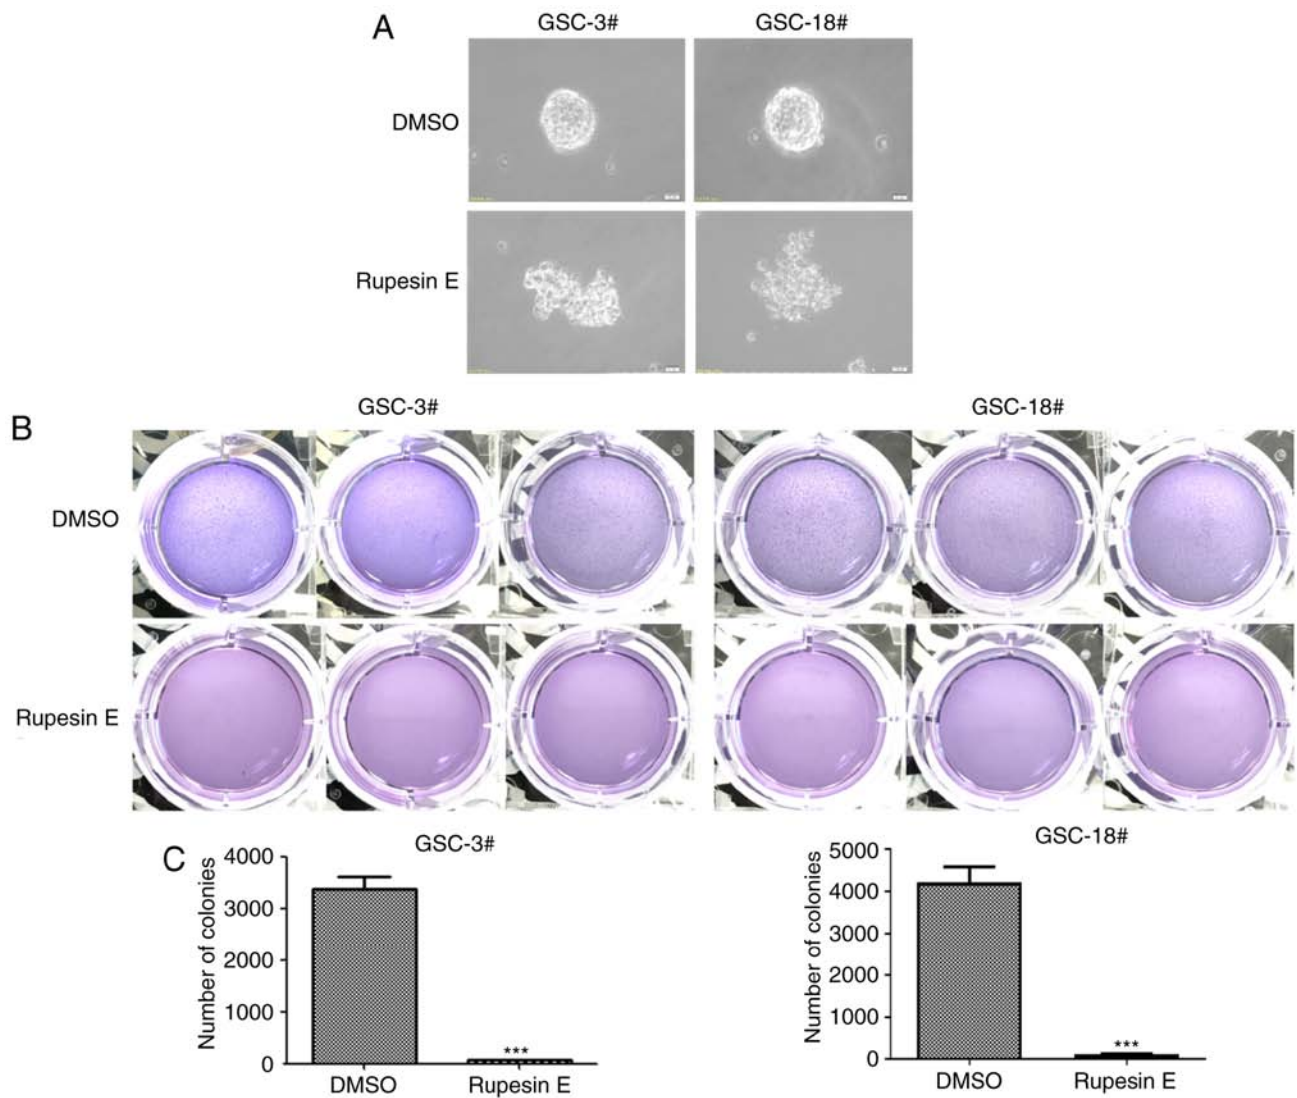 A
GSC-3# GSC-18#
DMSO
Rupesin E
B
GSC-3# GSC-18#
DMSO
Rupesin E
C
GSC-3#
Number of colonies
4000
3000
2000
1000
0
***
DMSO Rupesin E
GSC-18#
Number of colonies
5000
4000
3000
2000
1000
0
***
DMSO Rupesin E